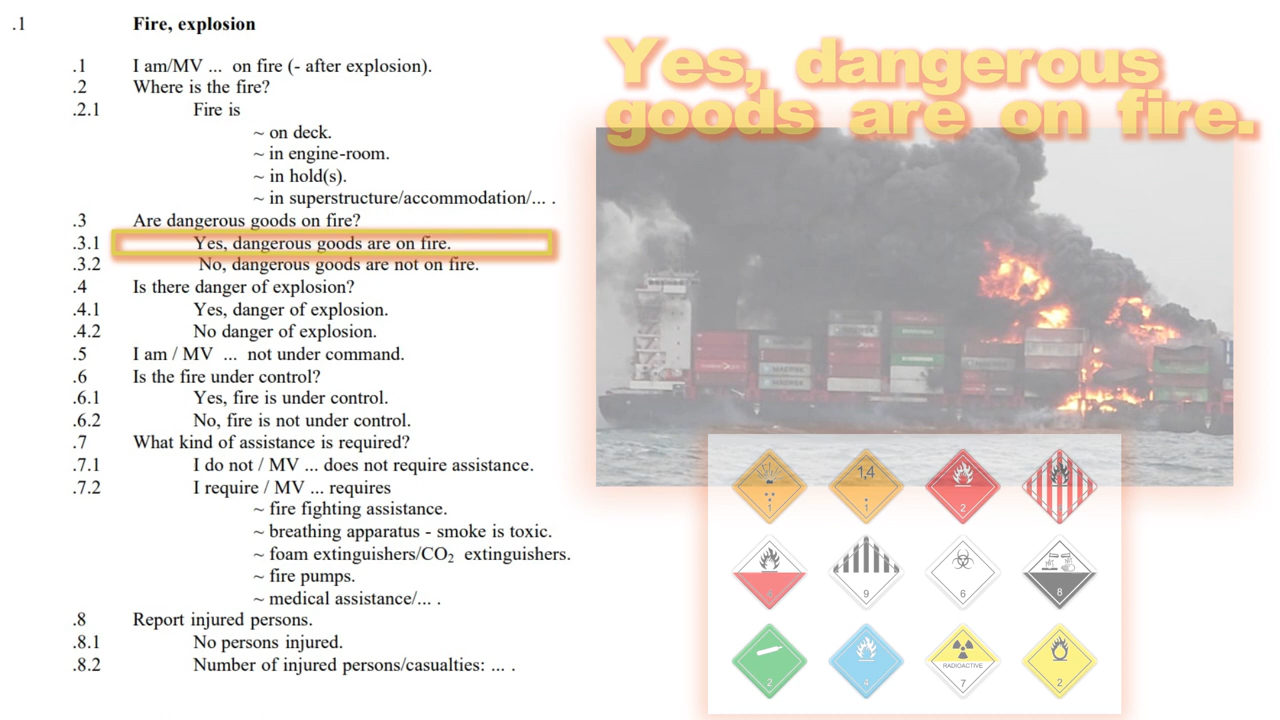 .1 Fire, explosion
.1 I am/MV ... on fire (- after explosion).
.2 Where is the fire?
.2.1 Fire is
~ on deck.
~ in engine-room.
~ in hold(s).
~ in superstructure/accommodation/... .
.3 Are dangerous goods on fire?
.3.1 Yes, dangerous goods are on fire.
.3.2 No, dangerous goods are not on fire.
.4 Is there danger of explosion?
.4.1 Yes, danger of explosion.
.4.2 No danger of explosion.
.5 I am / MV ... not under command.
.6 Is the fire under control?
.6.1 Yes, fire is under control.
.6.2 No, fire is not under control.
.7 What kind of assistance is required?
.7.1 I do not / MV ... does not require assistance.
.7.2 I require / MV ... requires
~ fire fighting assistance.
~ breathing apparatus - smoke is toxic.
~ foam extinguishers/CO₂ extinguishers.
~ fire pumps.
~ medical assistance/... .
.8 Report injured persons.
.8.1 No persons injured.
.8.2 Number of injured persons/casualties: ... .
Yes, dangerous
goods are on fire.
1
1,4
1
2
9
6
8
2
4
RADIOACTIVE
7
2